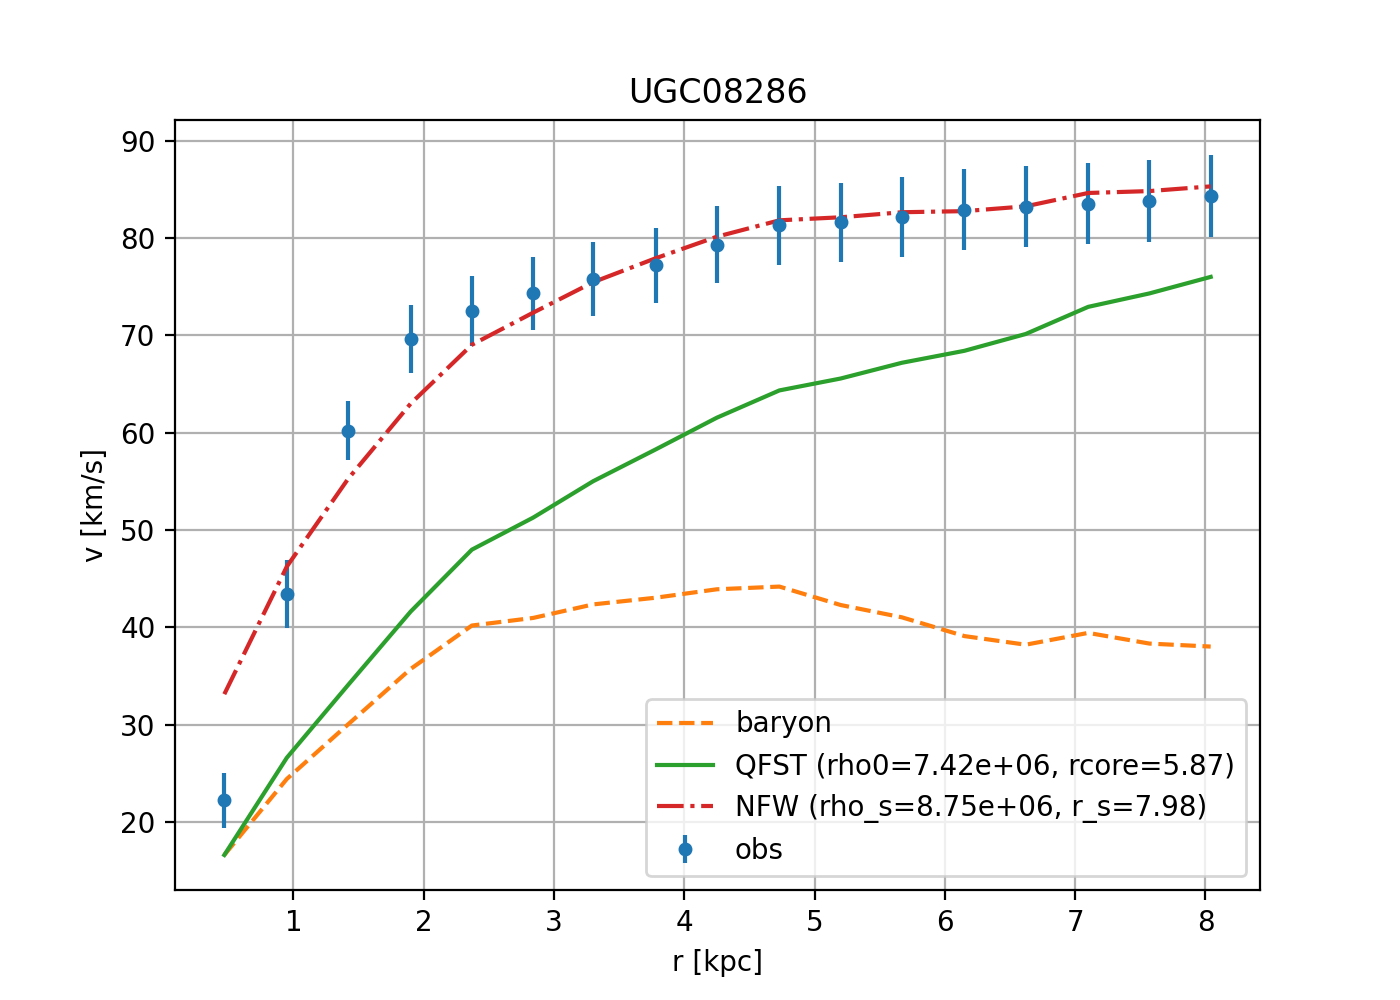 UGC08286
90
80
70
60
50
40
30
20
v [km/s]
baryon
QFST (rho0=7.42e+06, rcore=5.87)
NFW (rho_s=8.75e+06, r_s=7.98)
obs
1 2 3 4 5 6 7 8
r [kpc]